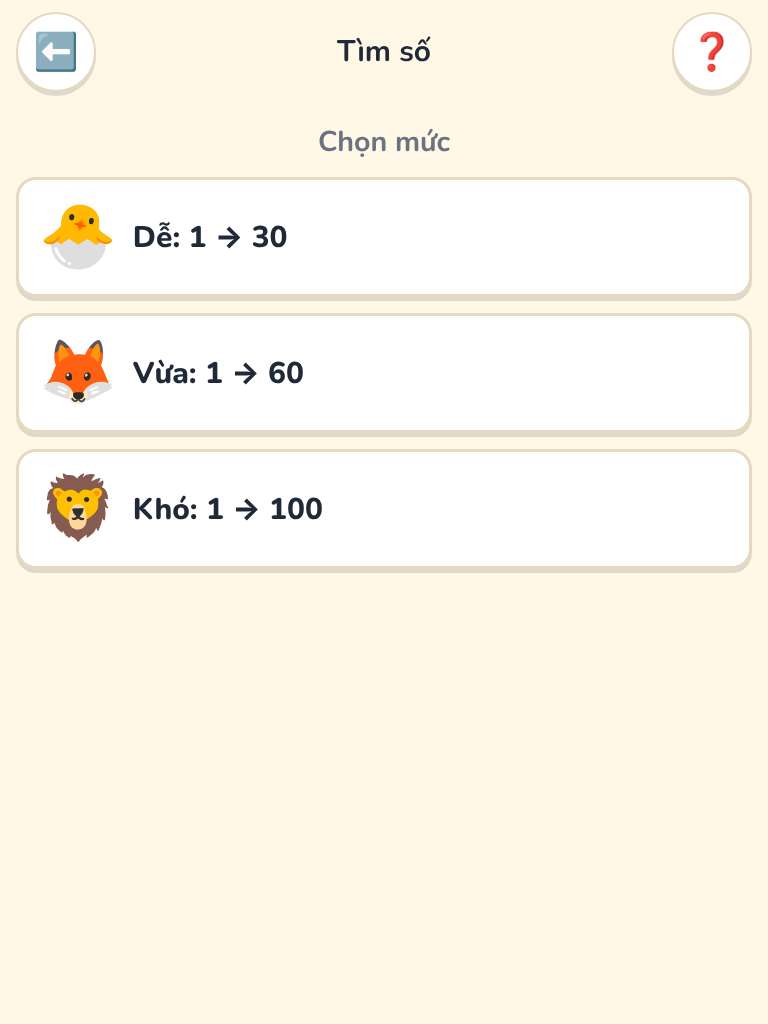 Tìm số
Chọn mức
Dễ: 1 → 30
Vừa: 1 → 60
Khó: 1 → 100